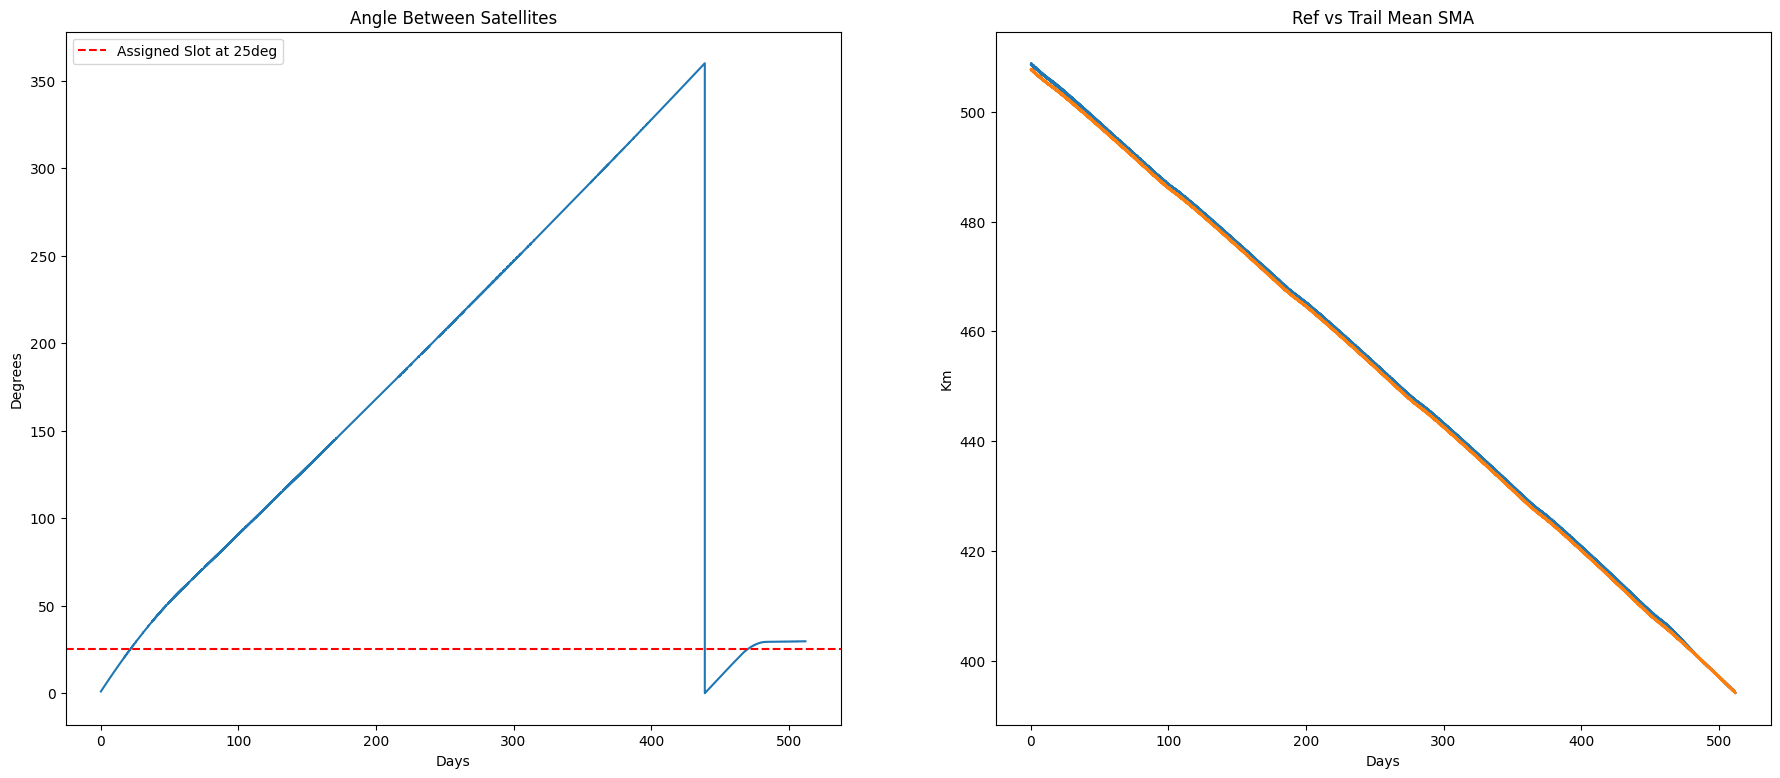 Angle Between Satellites
Assigned Slot at 25deg
350
300
250
200
150
100
50
0
Degrees
0 100 200 300 400 500
Days
Ref vs Trail Mean SMA
500
480
460
440
420
400
Km
0 100 200 300 400 500
Days